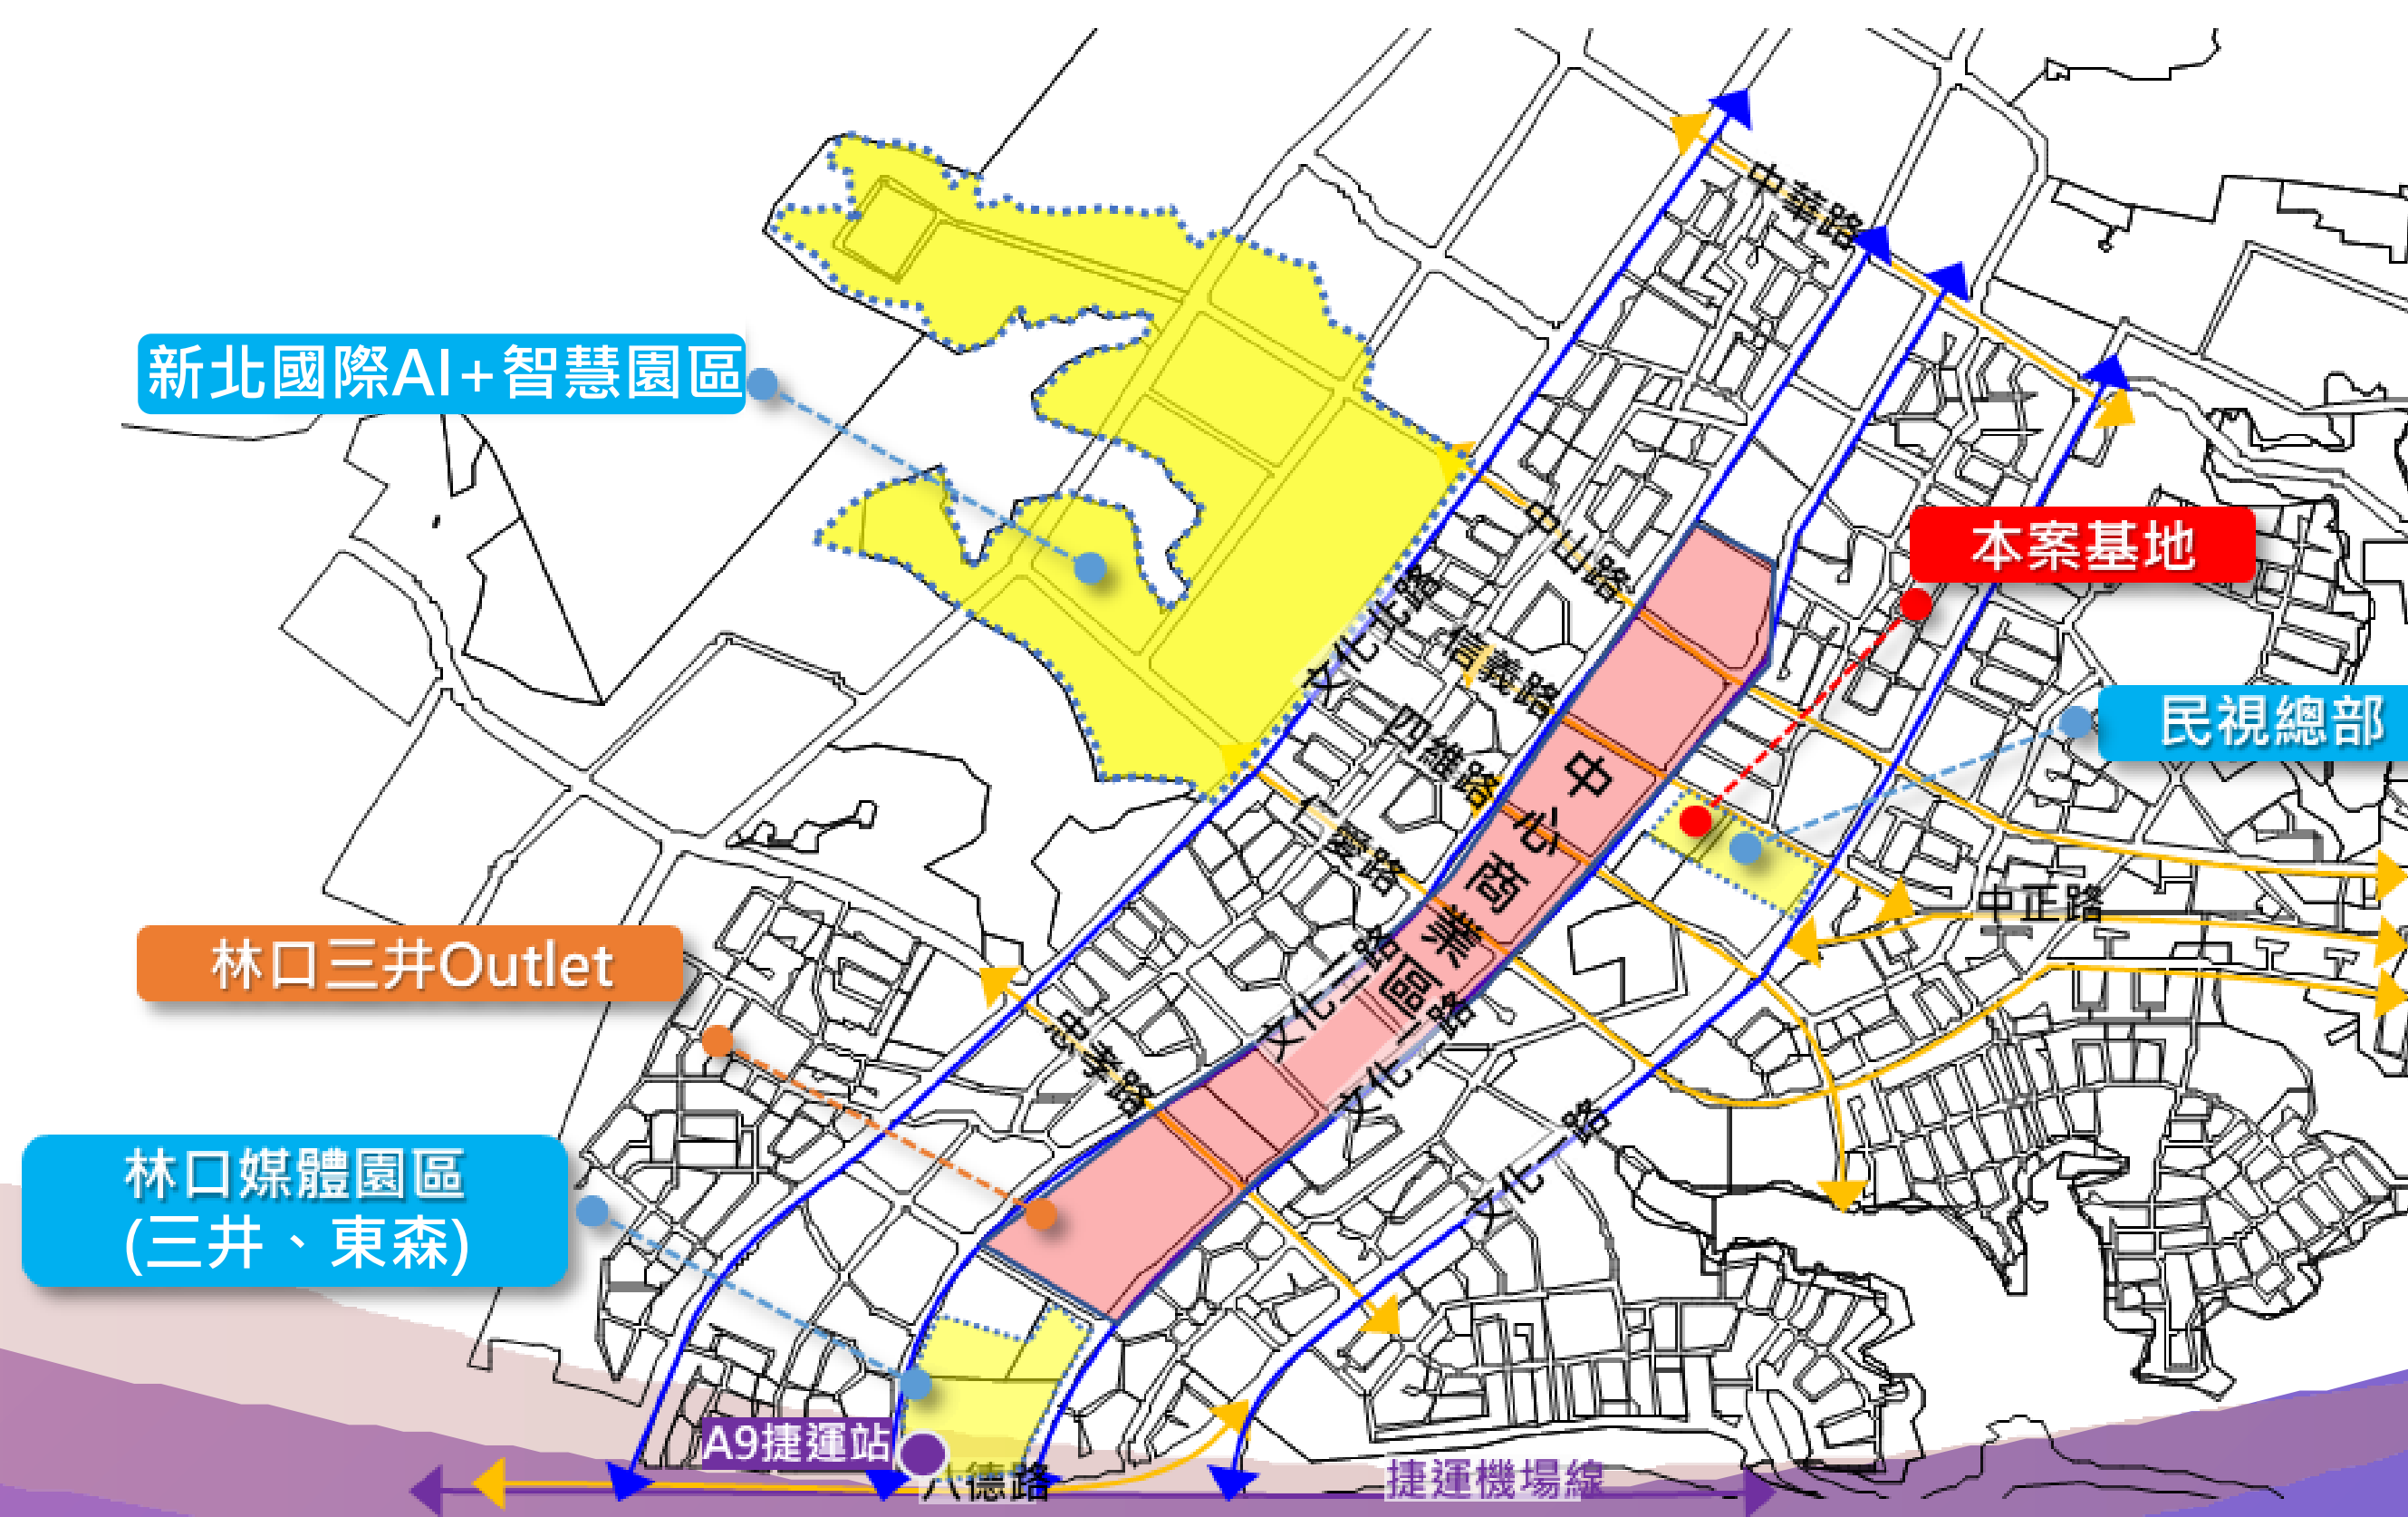 中華路
新北國際AI+智慧園區
本案基地
中山路
文化北路
信義路
民視總部
四維路
中心商業區
仁愛路
中正路
林口三井Outlet
文化三路
文化二路
忠孝路
文化一路
林口媒體園區
(三井、東森)
A9捷運站
八德路
捷運機場線